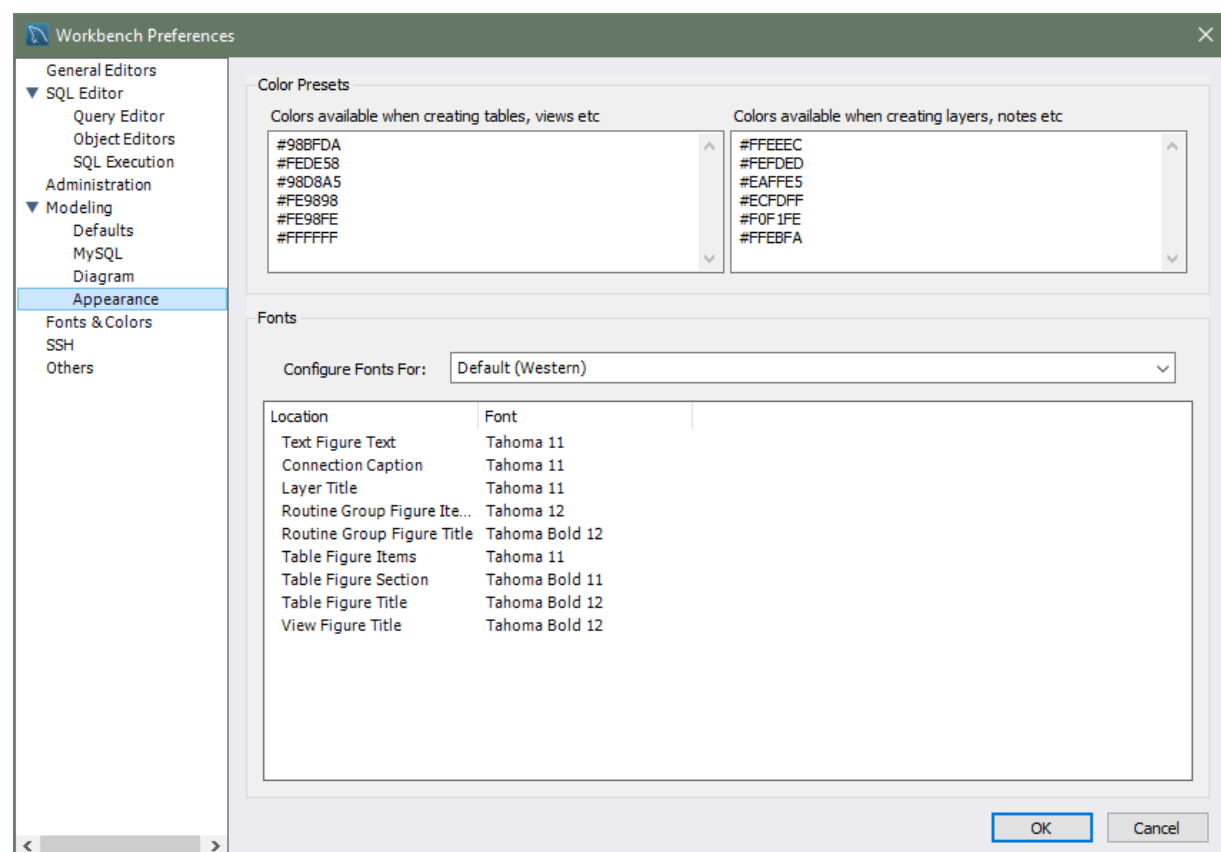 Workbench Preferences
General Editors
SQL Editor
Query Editor
Object Editors
SQL Execution
Administration
Modeling
Defaults
MySQL
Diagram
Appearance
Fonts & Colors
SSH
Others
Color Presets
Colors available when creating tables, views etc
#98BFDA
#FEDE58
#98D8A5
#FE9898
#FE98FE
#FFFFFF
Colors available when creating layers, notes etc
#FFEEEC
#FEFDED
#EAFFE5
#ECFDFF
#F0F1FE
#FFEBFA
Fonts
Configure Fonts For: Default (Western)
Location Font
Text Figure Text Tahoma 11
Connection Caption Tahoma 11
Layer Title Tahoma 11
Routine Group Figure Ite... Tahoma 12
Routine Group Figure Title Tahoma Bold 12
Table Figure Items Tahoma 11
Table Figure Section Tahoma Bold 11
Table Figure Title Tahoma Bold 12
View Figure Title Tahoma Bold 12
OK Cancel